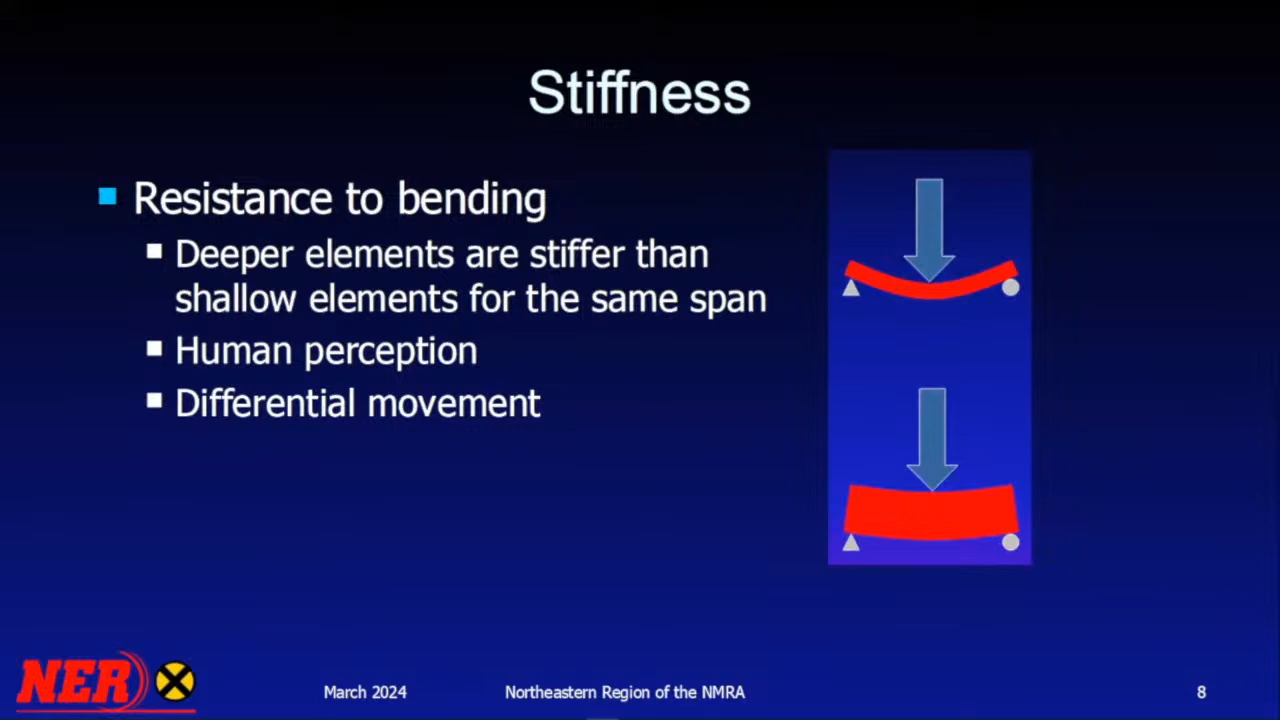 Stiffness
Resistance to bending
Deeper elements are stiffer than
shallow elements for the same span
Human perception
Differential movement
NER
March 2024
Northeastern Region of the NMRA
8